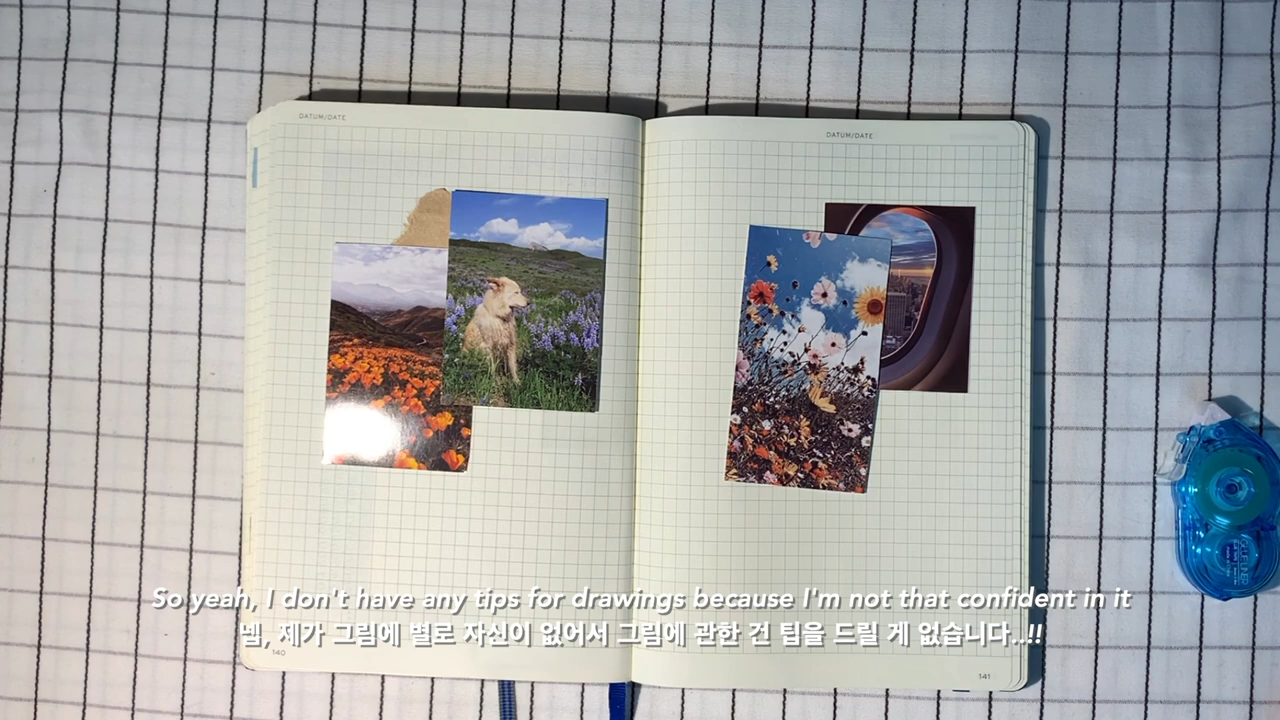 DATUM/DATE
DATUM/DATE
So yeah, I don't have any tips for drawings because I'm not that confident in it
넵, 제가 그림에 별로 자신이 없어서 그림에 관한 건 팁을 드릴 게 없습니다..!!
140
141
GLUE LINER